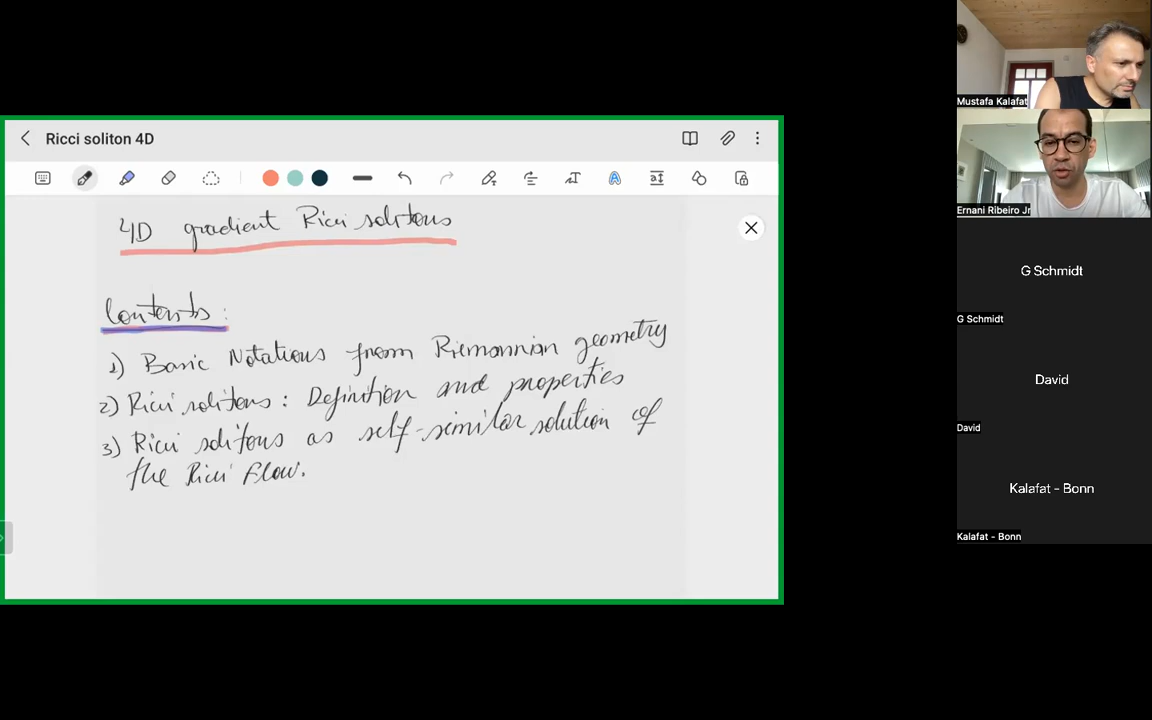 Ricci soliton 4D
4D gradient Ricci solitons
Contents:
1) Basic Notations from Riemannian geometry
2) Ricci solitons: Definition and properties
3) Ricci solitons as self-similar solution of
the Ricci Flow.
Mustafa Kalafat
Ernani Ribeiro Jr
G Schmidt
G Schmidt
David
David
Kalafat - Bonn
Kalafat - Bonn